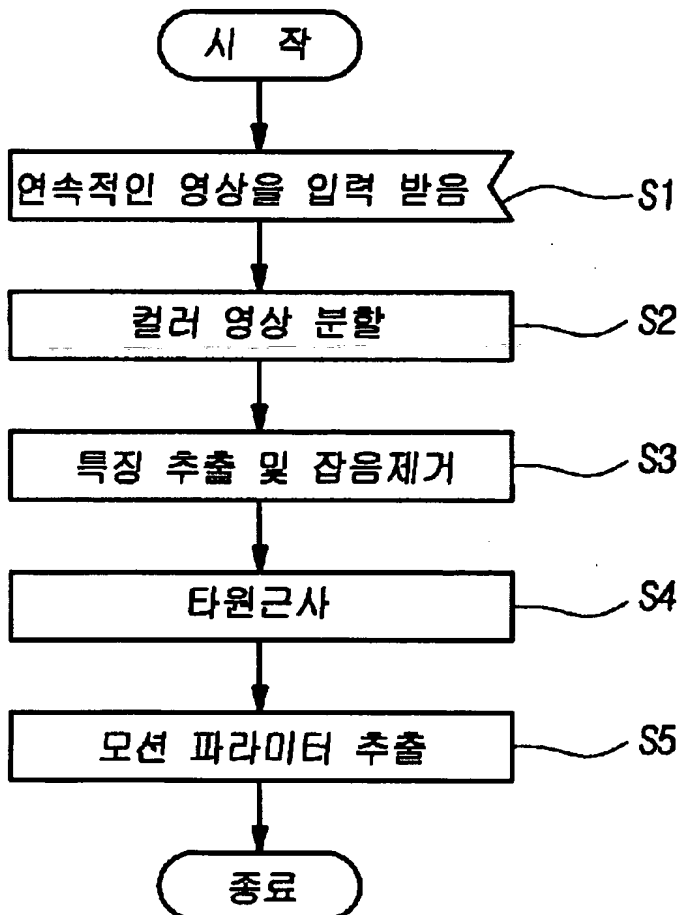 시 작
연속적인 영상을 입력 받음
S1
컬러 영상 분할
S2
특징 추출 및 잡음제거
S3
타원근사
S4
모션 파라미터 추출
S5
종료